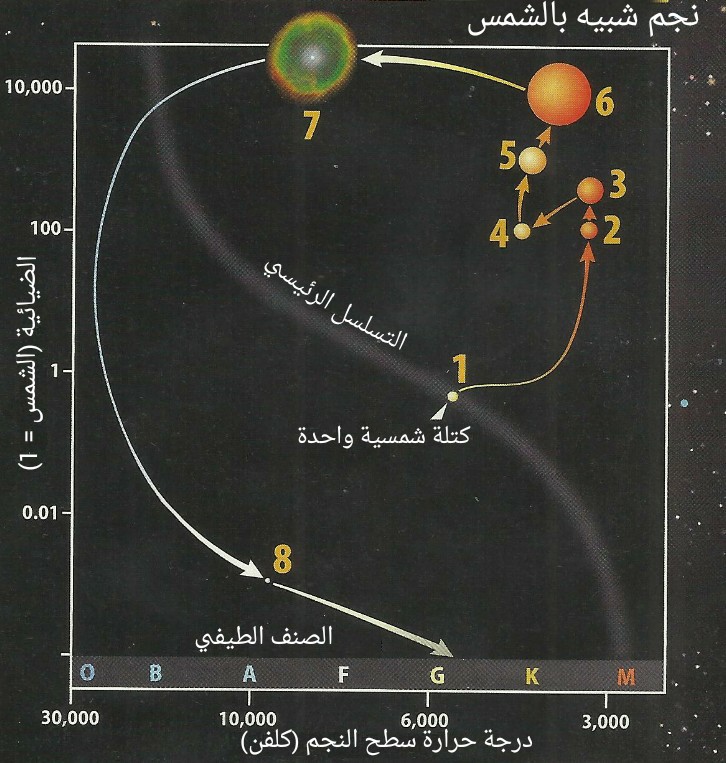 نجم شبيه بالشمس
10,000
6
7
5
3
4
2
100
التسلسل الرئيسي
الضيائية (الشمس = 1)
1
1
كتلة شمسية واحدة
0.01
8
الصنف الطيفي
O B A F G K M
30,000 10,000 6,000 3,000
درجة حرارة سطح النجم (كلفن)